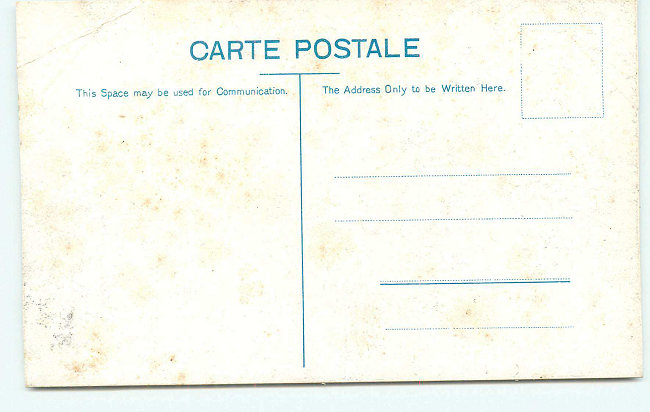 CARTE POSTALE
This Space may be used for Communication.
The Address Only to be Written Here.